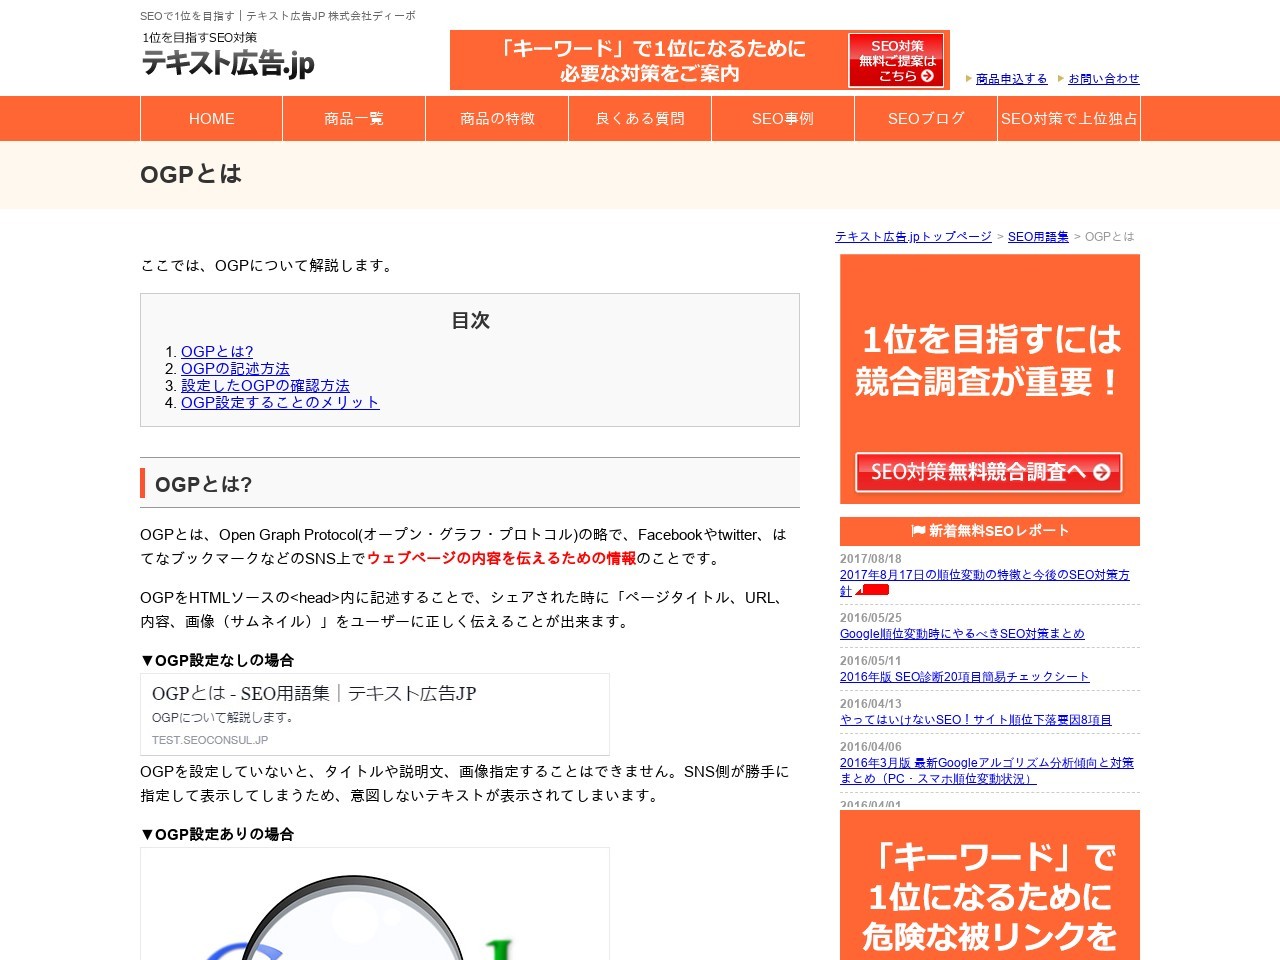 SEOで1位を目指す｜テキスト広告JP 株式会社ディーボ
1位を目指すSEO対策
テキスト広告.jp
「キーワード」で1位になるために
必要な対策をご案内
SEO対策
無料ご提案は
こちら
商品申込する
お問い合わせ
HOME
商品一覧
商品の特徴
良くある質問
SEO事例
SEOブログ
SEO対策で上位独占
OGPとは
テキスト広告.jpトップページ > SEO用語集 > OGPとは
ここでは、OGPについて解説します。
目次
1. OGPとは?
2. OGPの記述方法
3. 設定したOGPの確認方法
4. OGP設定することのメリット
OGPとは?
OGPとは、Open Graph Protocol(オープン・グラフ・プロトコル)の略で、Facebookやtwitter、は
てなブックマークなどのSNS上でウェブページの内容を伝えるための情報のことです。
OGPをHTMLソースの<head>内に記述することで、シェアされた時に「ページタイトル、URL、
内容、画像（サムネイル）」をユーザーに正しく伝えることが出来ます。
▼OGP設定なしの場合
OGPとは - SEO用語集｜テキスト広告JP
OGPについて解説します。
TEST.SEOCONSUL.JP
OGPを設定していないと、タイトルや説明文、画像指定することはできません。SNS側が勝手に
指定して表示してしまうため、意図しないテキストが表示されてしまいます。
▼OGP設定ありの場合
1位を目指すには
競合調査が重要！
SEO対策無料競合調査へ
新着無料SEOレポート
2017/08/18
2017年8月17日の順位変動の特徴と今後のSEO対策方
針
2016/05/25
Google順位変動時にやるべきSEO対策まとめ
2016/05/11
2016年版 SEO診断20項目簡易チェックシート
2016/04/13
やってはいけないSEO！サイト順位下落要因8項目
2016/04/06
2016年3月版 最新Googleアルゴリズム分析傾向と対策
まとめ（PC・スマホ順位変動状況）
2016/04/01
「キーワード」で
1位になるために
危険な被リンクを